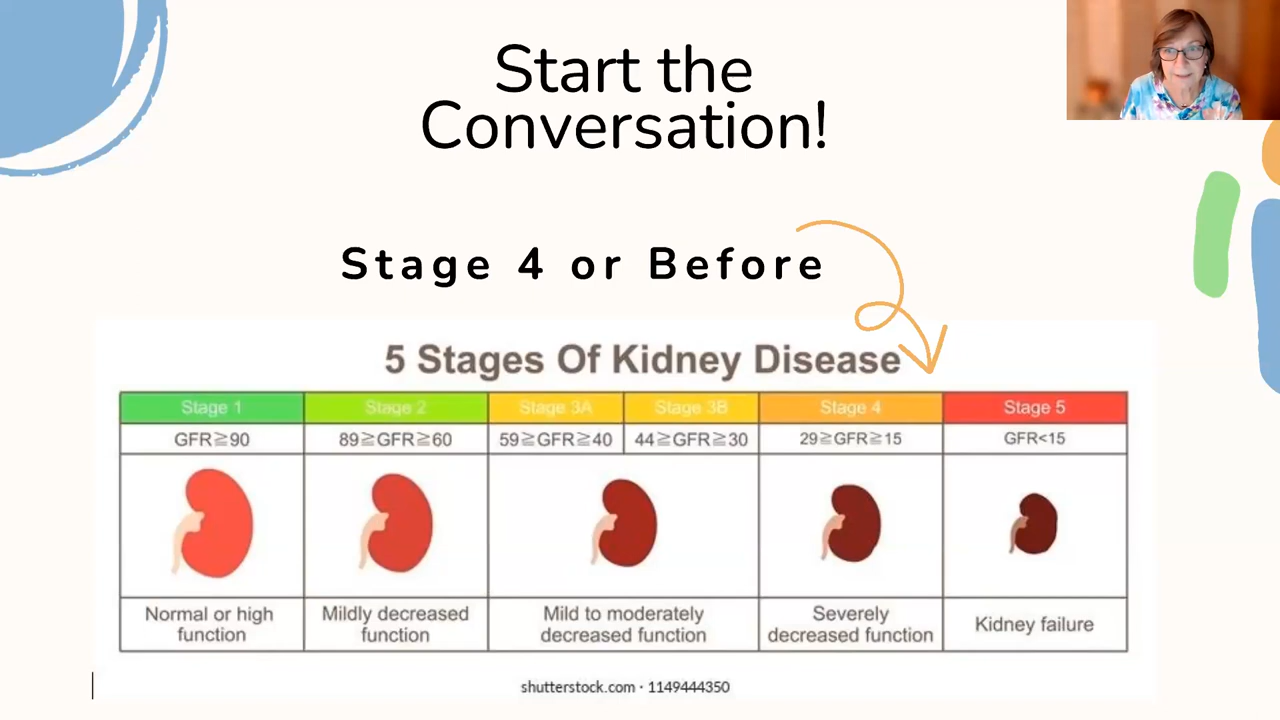 Start the
Conversation!
Stage 4 or Before
5 Stages Of Kidney Disease
Stage 1 Stage 2 Stage 3A Stage 3B Stage 4 Stage 5
GFR≧90 89≧GFR≧60 59≧GFR≧40 44≧GFR≧30 29≧GFR≧15 GFR<15
Normal or high Mildly decreased Mild to moderately Severely Kidney failure
function function decreased function decreased function
shutterstock.com · 1149444350